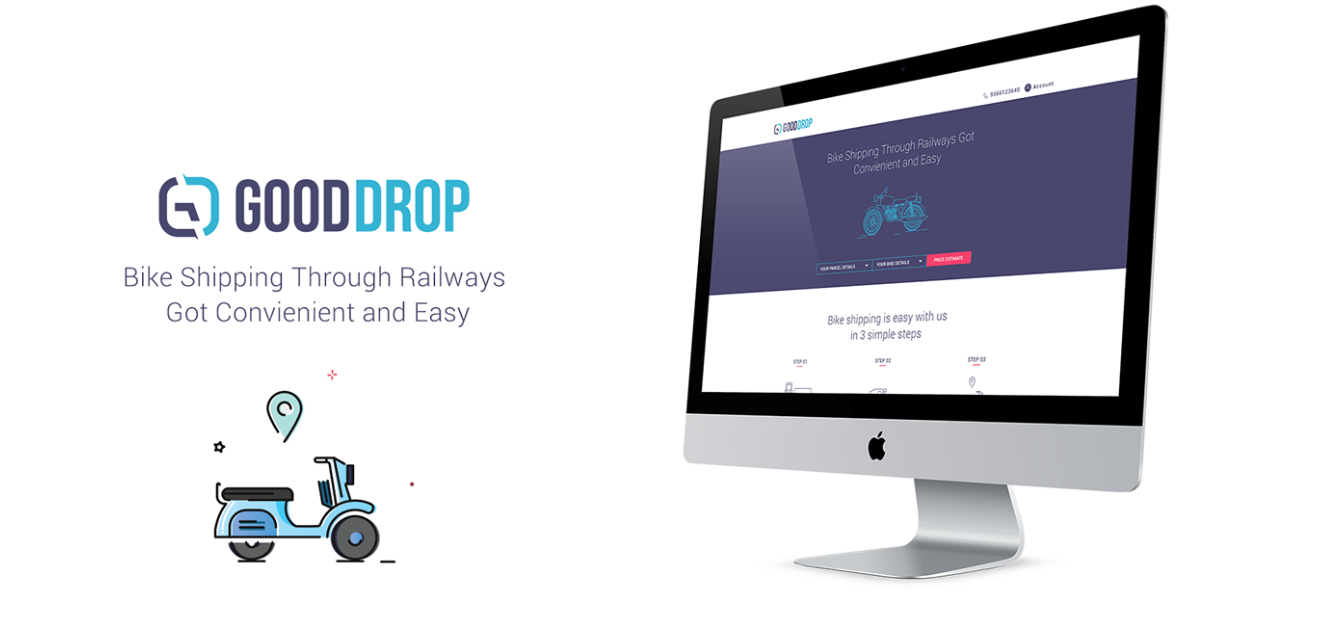 GOODDROP
Bike Shipping Through Railways
Got Convienient and Easy
GOODDROP
9566123640
Account
Bike Shipping Through Railways Got
Convienient and Easy
YOUR PARCEL DETAILS
YOUR BIKE DETAILS
PRICE ESTIMATE
Bike shipping is easy with us
in 3 simple steps
STEP 01
STEP 02
STEP 03